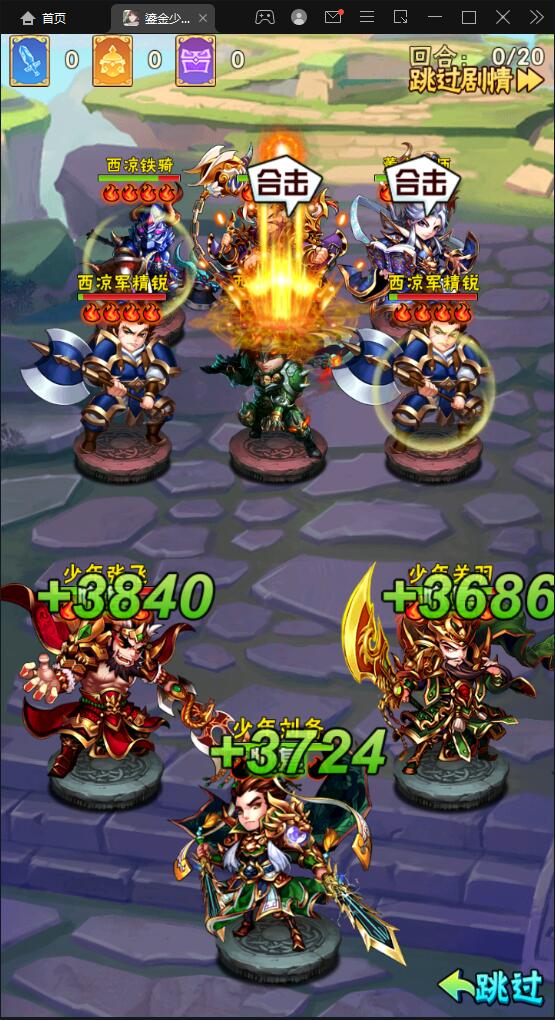 首页
鎏金少...
0
0
0
回合: 0/20
跳过剧情
西凉铁骑
合击
合击
西凉军精锐
西凉军精锐
少年张飞
少年关羽
+3840
+3686
少年刘备
+3724
跳过